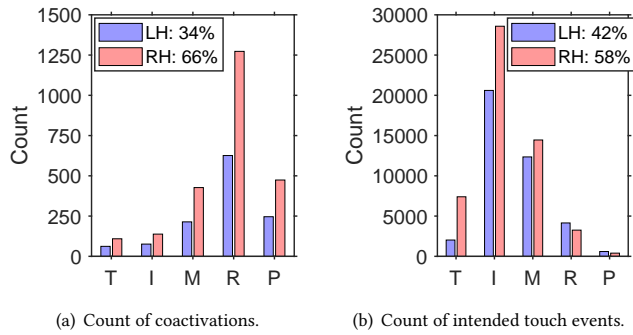 1500
1250
1000
750
500
250
0
Count
LH: 34%
RH: 66%
T I M R P
(a) Count of coactivations.
30000
25000
20000
15000
10000
5000
0
Count
LH: 42%
RH: 58%
T I M R P
(b) Count of intended touch events.